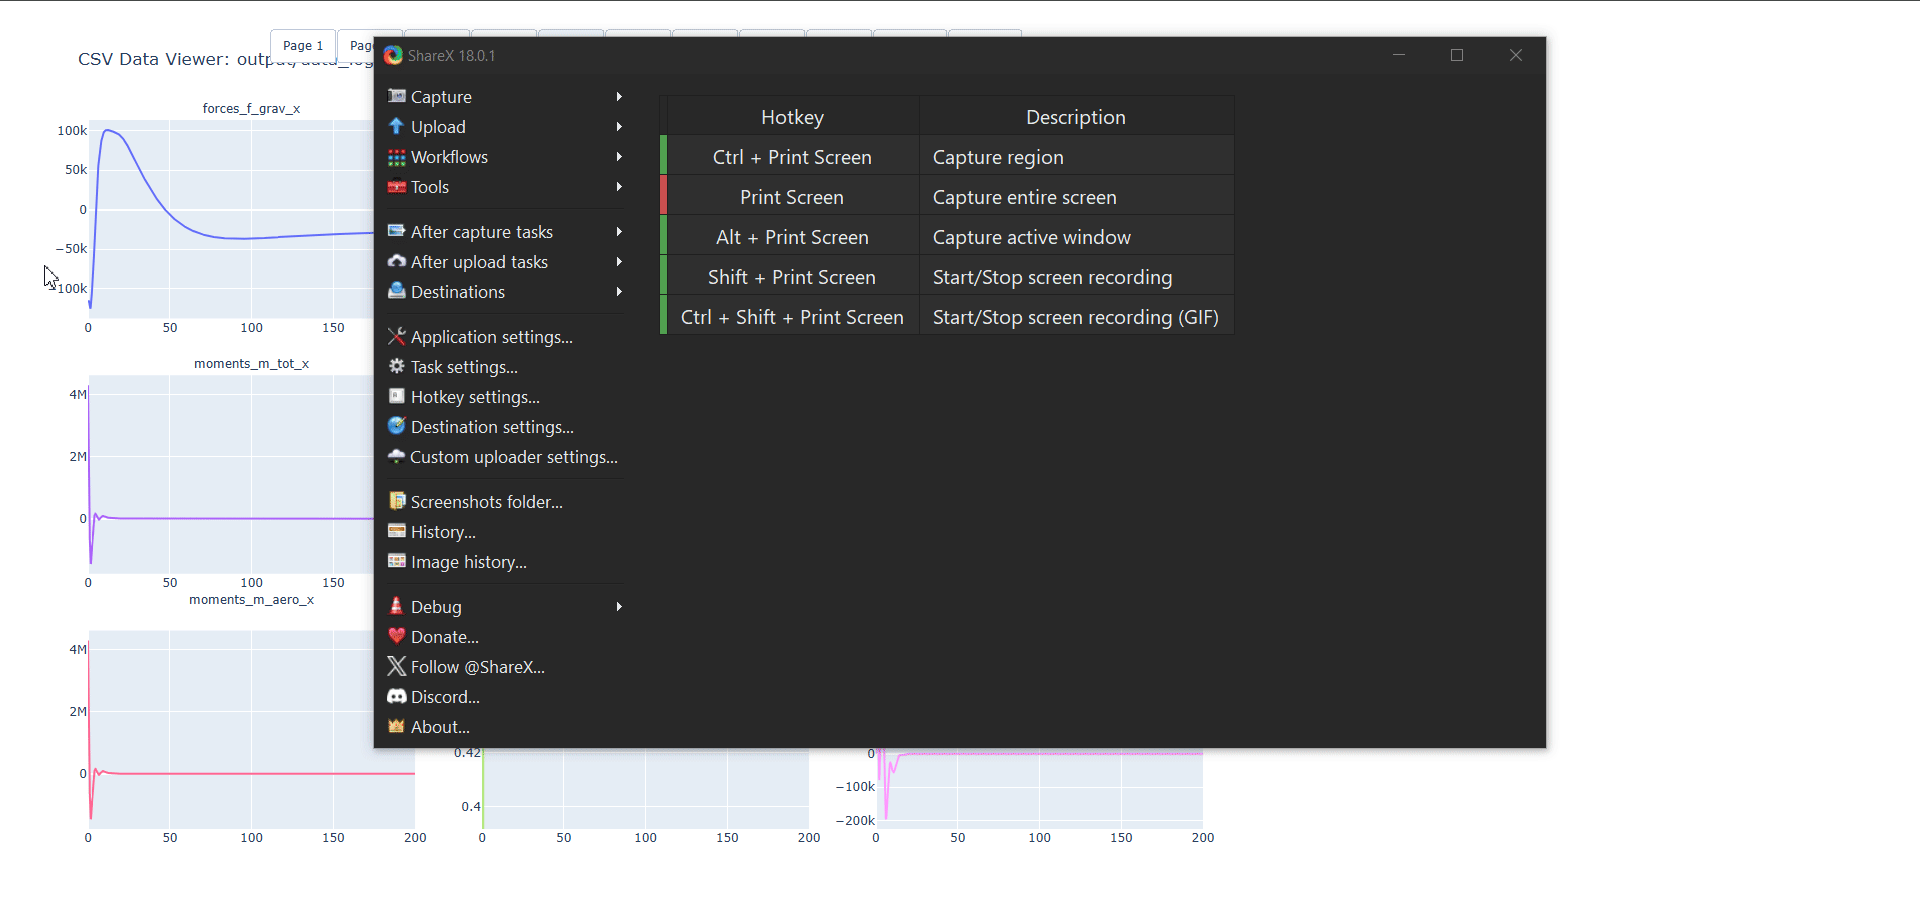 Page 1
CSV Data Viewer: output/data_log
ShareX 18.0.1
Capture
Upload
Workflows
Tools
After capture tasks
After upload tasks
Destinations
Application settings...
Task settings...
Hotkey settings...
Destination settings...
Custom uploader settings...
Screenshots folder...
History...
Image history...
Debug
Donate...
Follow @ShareX...
Discord...
About...
Hotkey Description
Ctrl + Print Screen Capture region
Print Screen Capture entire screen
Alt + Print Screen Capture active window
Shift + Print Screen Start/Stop screen recording
Ctrl + Shift + Print Screen Start/Stop screen recording (GIF)
forces_f_grav_x
100k
50k
0
−50k
100k
0 50 100 150
moments_m_tot_x
4M
2M
0
0 50 100 150
moments_m_aero_x
4M
2M
0
0 50 100 150 200
0.42
0.4
0 50 100 150 200
0
−100k
−200k
0 50 100 150 200